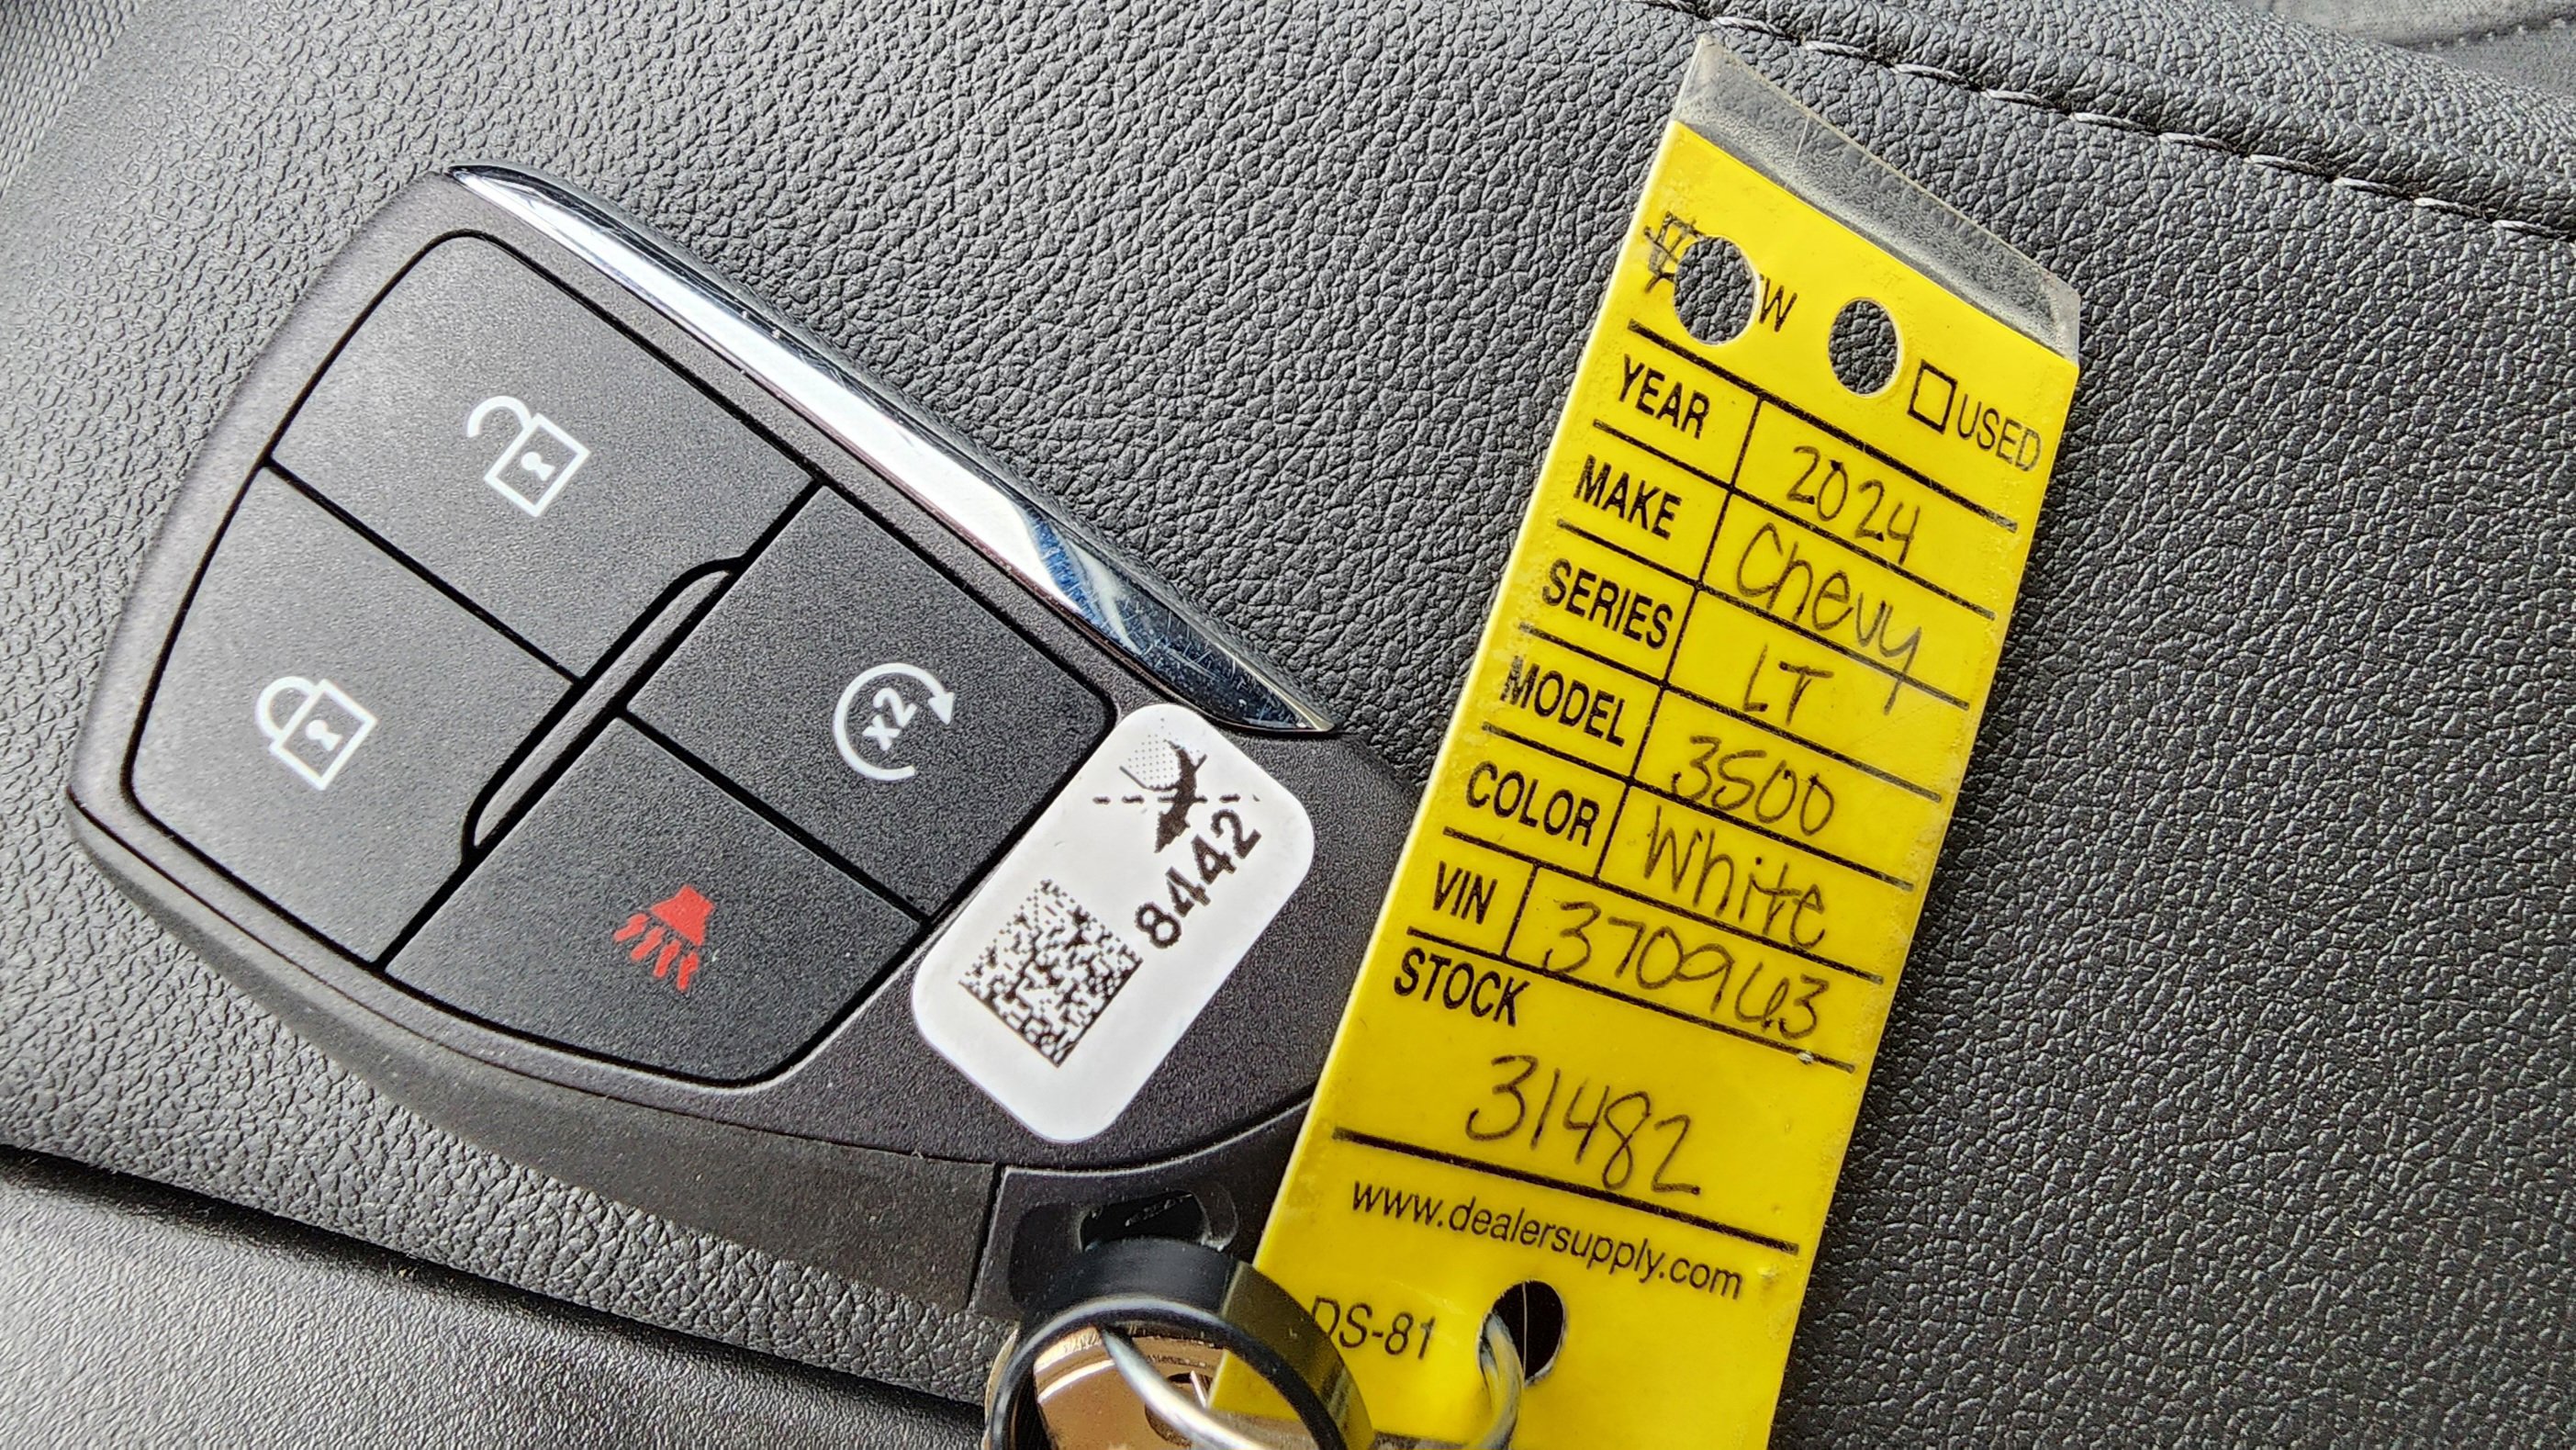 x2
8442
USED
YEAR 2024
MAKE Chevy
SERIES LT
MODEL 3500
COLOR White
VIN 370963
STOCK
31482
www.dealersupply.com
DS-81